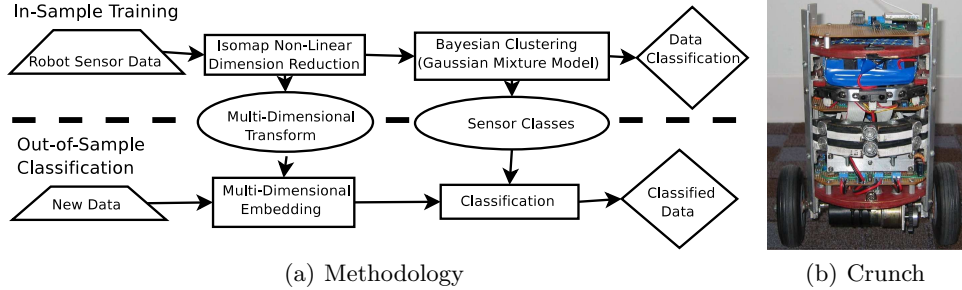 In-Sample Training
Robot Sensor Data
Isomap Non-Linear
Dimension Reduction
Bayesian Clustering
(Gaussian Mixture Model)
Data
Classification
Multi-Dimensional
Transform
Sensor Classes
Out-of-Sample
Classification
New Data
Multi-Dimensional
Embedding
Classification
Classified
Data
(a) Methodology
(b) Crunch